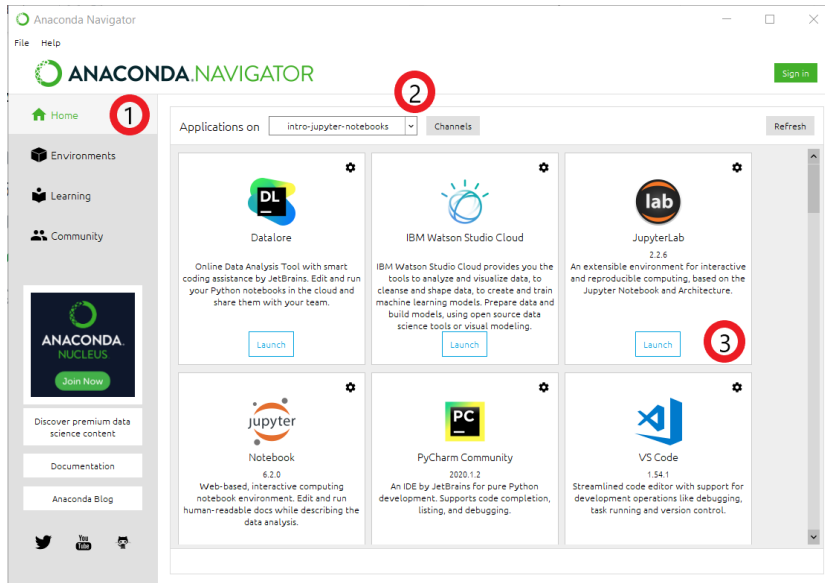 Anaconda Navigator
File Help
ANACONDA.NAVIGATOR
Sign in
1
2
Home
Environments
Learning
Community
Applications on intro-jupyter-notebooks Channels Refresh
DL
Datalore
Online Data Analysis Tool with smart
coding assistance by JetBrains. Edit and run
your Python notebooks in the cloud and
share them with your team.
Launch
IBM Watson Studio Cloud
IBM Watson Studio Cloud provides you the
tools to analyze and visualize data, to
cleanse and shape data, to create and train
machine learning models. Prepare data and
build models, using open source data
science tools or visual modeling.
Launch
lab
JupyterLab
2.2.6
An extensible environment for interactive
and reproducible computing, based on the
Jupyter Notebook and Architecture.
Launch
3
jupyter
Notebook
6.2.0
Web-based, interactive computing
notebook environment. Edit and run
human-readable docs while describing the
data analysis.
PC
PyCharm Community
2020.1.2
An IDE by JetBrains for pure Python
development. Supports code completion,
listing, and debugging.
VS Code
1.54.1
Streamlined code editor with support for
development operations like debugging,
task running and version control.
ANACONDA.
NUCLEUS
Join Now
Discover premium data
science content
Documentation
Anaconda Blog
You
Tube